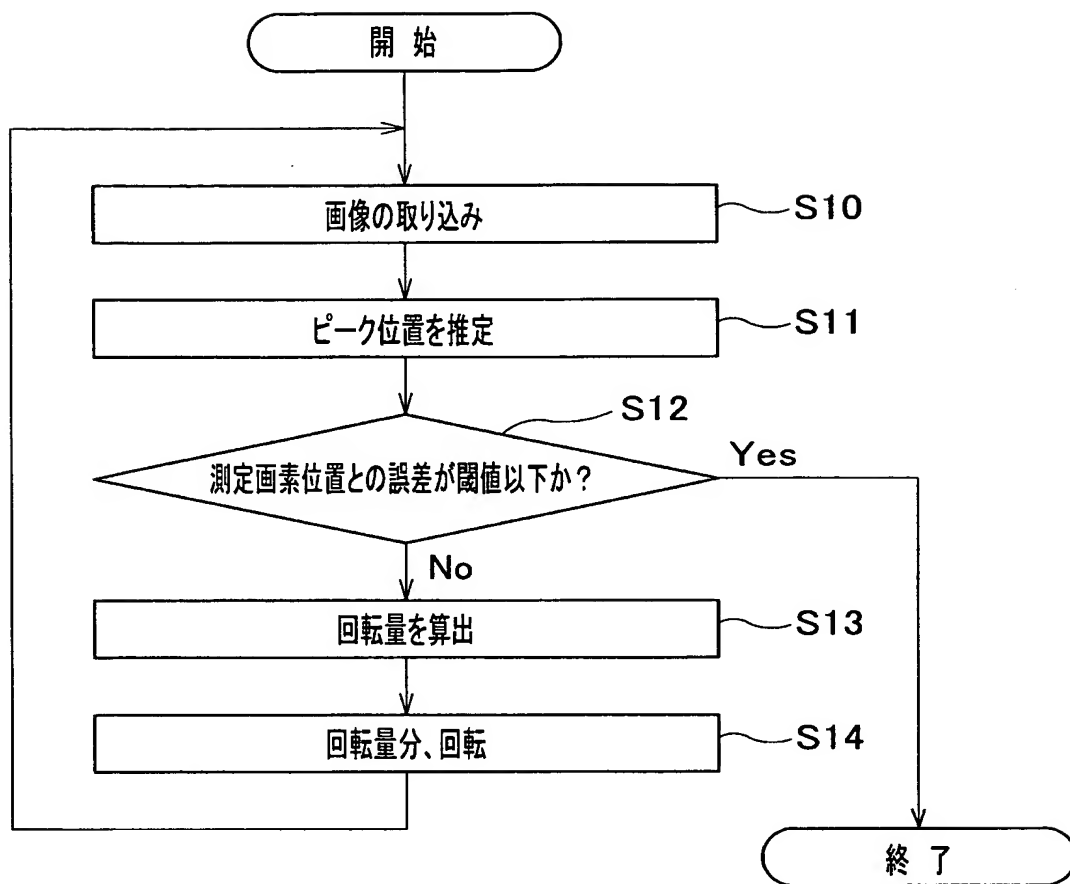 開 始
画像の取り込み
S10
ピーク位置を推定
S11
S12
測定画素位置との誤差が閾値以下か?
Yes
No
回転量を算出
S13
回転量分、回転
S14
終 了